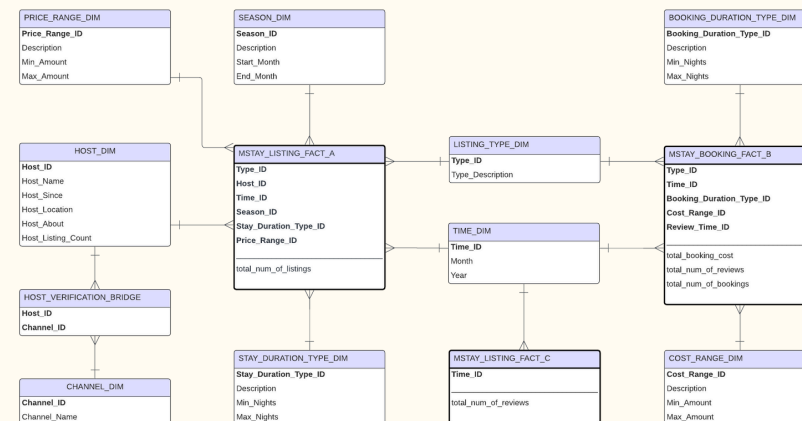 PRICE_RANGE_DIM
Price_Range_ID
Description
Min_Amount
Max_Amount
SEASON_DIM
Season_ID
Description
Start_Month
End_Month
BOOKING_DURATION_TYPE_DIM
Booking_Duration_Type_ID
Description
Min_Nights
Max_Nights
HOST_DIM
Host_ID
Host_Name
Host_Since
Host_Location
Host_About
Host_Listing_Count
MSTAY_LISTING_FACT_A
Type_ID
Host_ID
Time_ID
Season_ID
Stay_Duration_Type_ID
Price_Range_ID
total_num_of_listings
LISTING_TYPE_DIM
Type_ID
Type_Description
MSTAY_BOOKING_FACT_B
Type_ID
Time_ID
Booking_Duration_Type_ID
Cost_Range_ID
Review_Time_ID
total_booking_cost
total_num_of_reviews
total_num_of_bookings
TIME_DIM
Time_ID
Month
Year
HOST_VERIFICATION_BRIDGE
Host_ID
Channel_ID
CHANNEL_DIM
Channel_ID
Channel_Name
STAY_DURATION_TYPE_DIM
Stay_Duration_Type_ID
Description
Min_Nights
Max_Nights
MSTAY_LISTING_FACT_C
Time_ID
total_num_of_reviews
COST_RANGE_DIM
Cost_Range_ID
Description
Min_Amount
Max_Amount